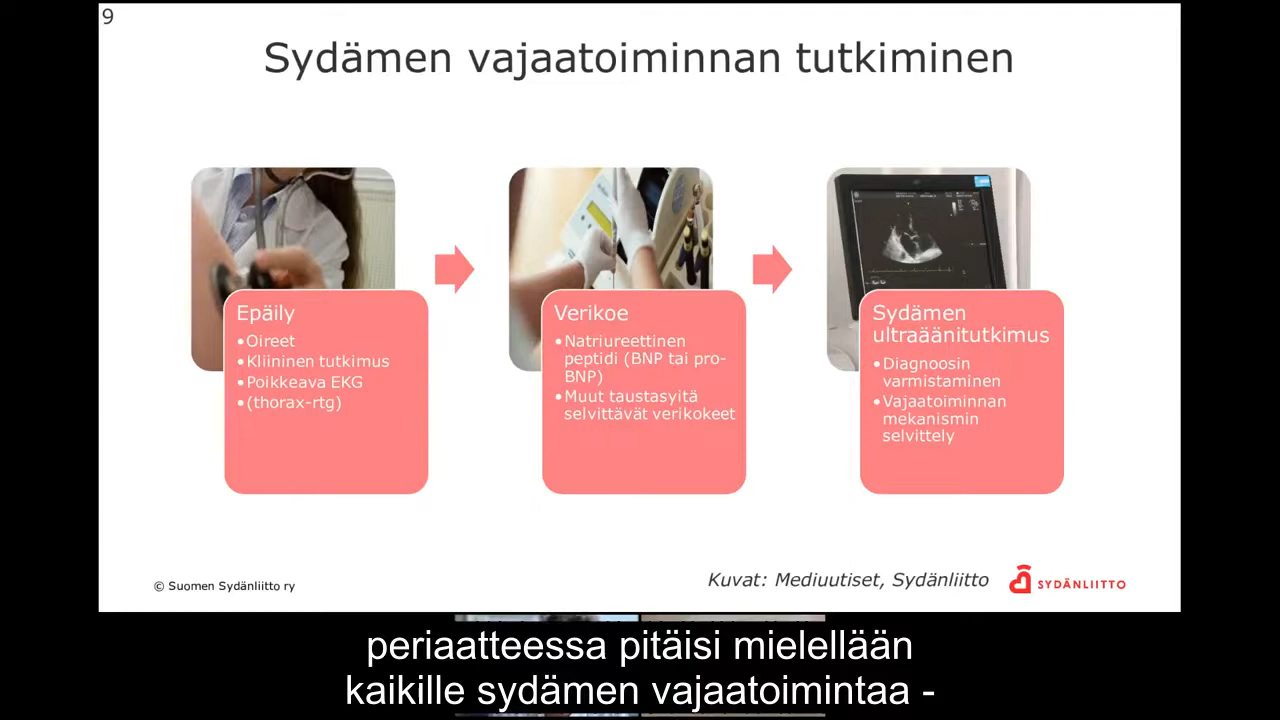 9
Sydämen vajaatoiminnan tutkiminen
Epäily
•Oireet
•Kliininen tutkimus
•Poikkeava EKG
•(thorax-rtg)
Verikoe
•Natriureettinen
peptidi (BNP tai pro-
BNP)
•Muut taustasyitä
selvittävät verikokeet
Sydämen
ultraäänitutkimus
•Diagnoosin
varmistaminen
•Vajaatoiminnan
mekanismin
selvittely
© Suomen Sydänliitto ry
Kuvat: Mediuutiset, Sydänliitto
SYDÄNLIITTO
periaatteessa pitäisi mielellään
kaikille sydämen vajaatoimintaa -